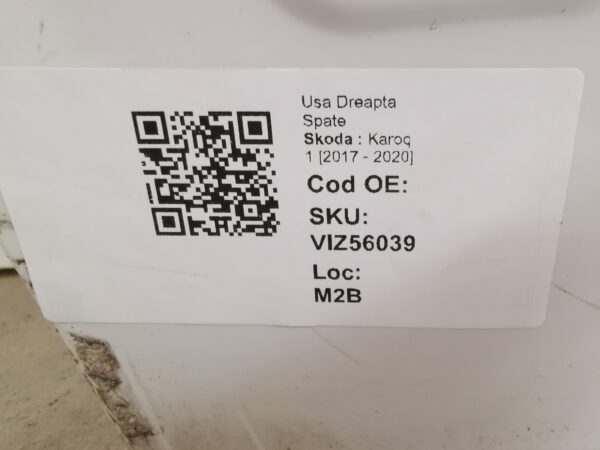 Usa Dreapta
Spate
Skoda : Karoq
1 [2017 - 2020]
Cod OE:
SKU:
VIZ56039
Loc:
M2B